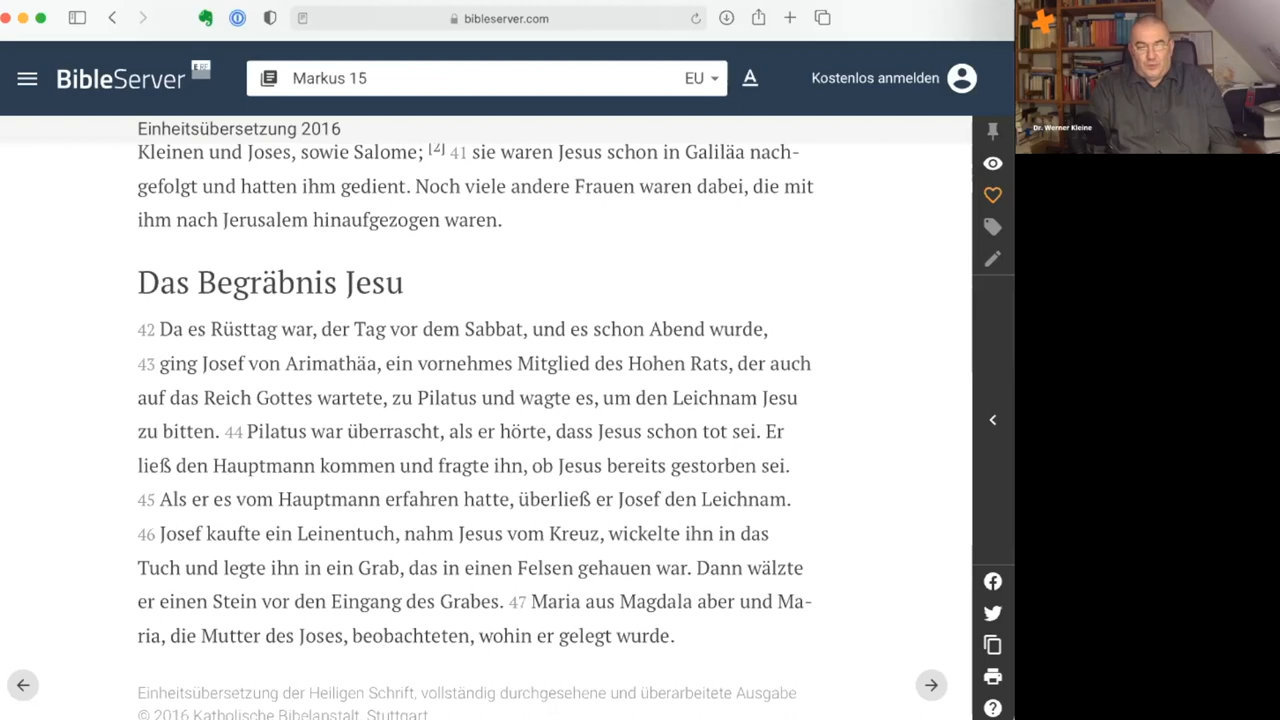 bibleserver.com
BibleServer
ERF
Markus 15
EU
A
Kostenlos anmelden
Dr. Werner Kleine
Einheitsübersetzung 2016
Kleinen und Joses, sowie Salome; [2] 41 sie waren Jesus schon in Galiläa nach-
gefolgt und hatten ihm gedient. Noch viele andere Frauen waren dabei, die mit
ihm nach Jerusalem hinaufgezogen waren.
Das Begräbnis Jesu
42 Da es Rüsttag war, der Tag vor dem Sabbat, und es schon Abend wurde,
43 ging Josef von Arimathäa, ein vornehmes Mitglied des Hohen Rats, der auch
auf das Reich Gottes wartete, zu Pilatus und wagte es, um den Leichnam Jesu
zu bitten. 44 Pilatus war überrascht, als er hörte, dass Jesus schon tot sei. Er
ließ den Hauptmann kommen und fragte ihn, ob Jesus bereits gestorben sei.
45 Als er es vom Hauptmann erfahren hatte, überließ er Josef den Leichnam.
46 Josef kaufte ein Leinentuch, nahm Jesus vom Kreuz, wickelte ihn in das
Tuch und legte ihn in ein Grab, das in einen Felsen gehauen war. Dann wälzte
er einen Stein vor den Eingang des Grabes. 47 Maria aus Magdala aber und Ma-
ria, die Mutter des Joses, beobachteten, wohin er gelegt wurde.
Einheitsübersetzung der Heiligen Schrift, vollständig durchgesehene und überarbeitete Ausgabe
© 2016 Katholische Bibelanstalt, Stuttgart